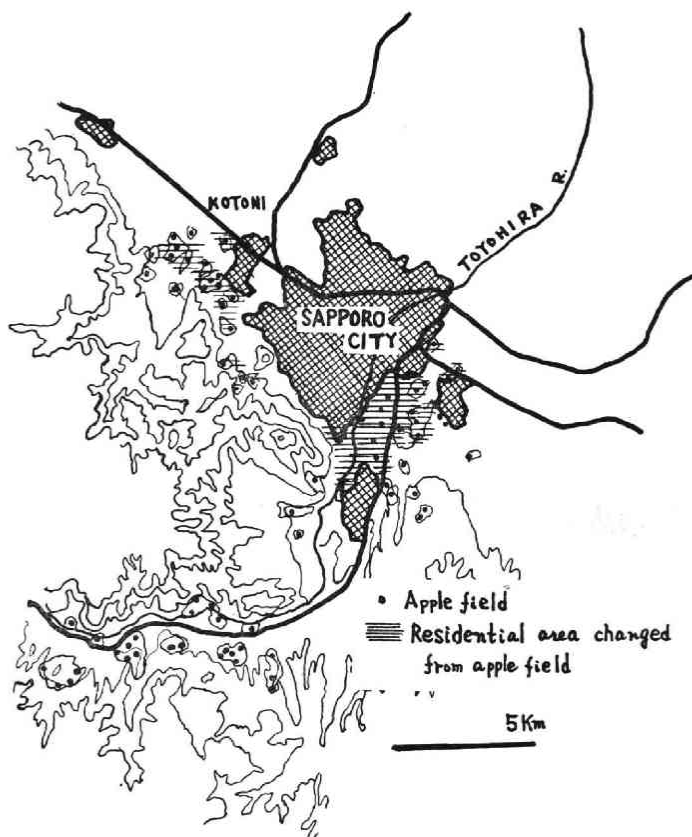 KOTONI
TOYOHIRA R.
SAPPORO
CITY
Apple field
Residential area changed
from apple field
5Km